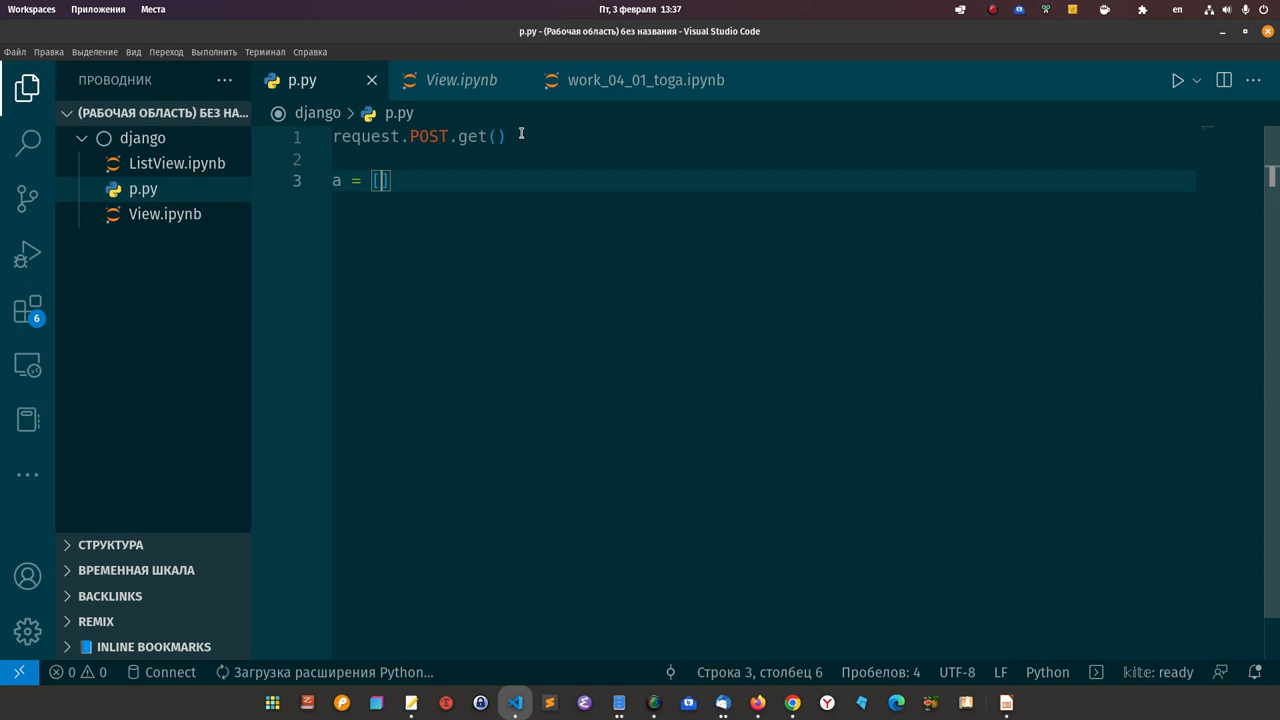 Workspaces Приложения Места Пт, 3 февраля 13:37 en
p.py - (Рабочая область) без названия - Visual Studio Code
Файл Правка Выделение Вид Переход Выполнить Терминал Справка
ПРОВОДНИК
p.py View.ipynb work_04_01_toga.ipynb
(РАБОЧАЯ ОБЛАСТЬ) БЕЗ НА...
django p.py
django
ListView.ipynb
p.py
View.ipynb
1 request.POST.get()
2
3 a = []
6
СТРУКТУРА
ВРЕМЕННАЯ ШКАЛА
BACKLINKS
REMIX
INLINE BOOKMARKS
0 0 Connect Загрузка расширения Python... Строка 3, столбец 6 Пробелов: 4 UTF-8 LF Python kite: ready